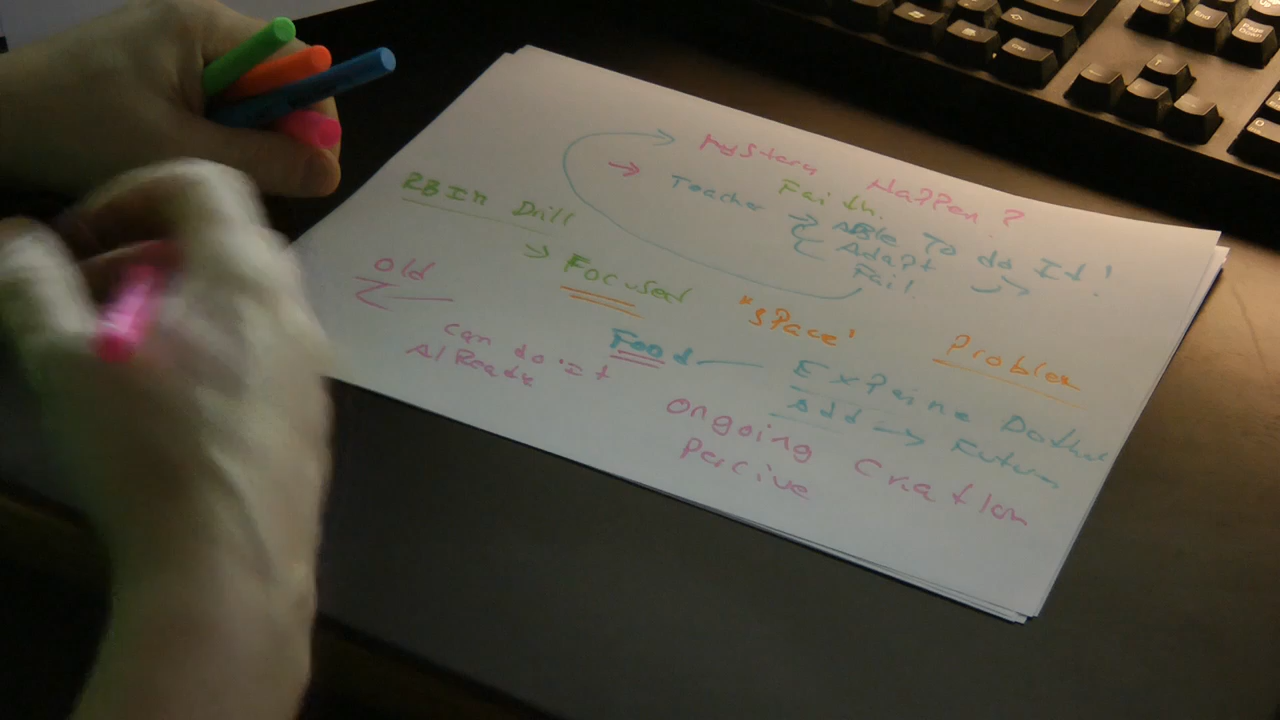 mystery Happen ?
Faith.
Teacher → Able To do It !
Adapt
Fail
RBIn Drill
→ Focused
"space"
old
Problem
can do it
AlReady
Food
Add → Future
ongoing Creation
Percive